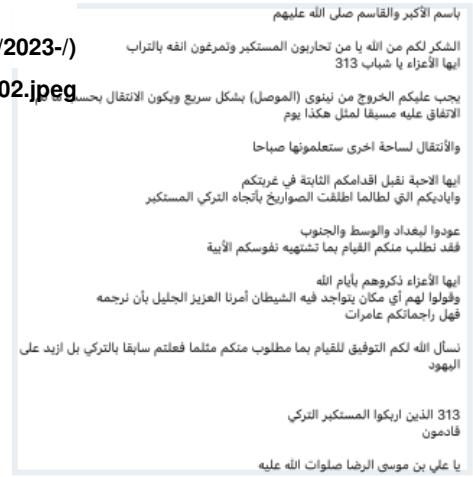 باسم الأكبر والقاسم صلى الله عليهم
الشكر لكم من الله يا من تحاربون المستكبر وتمرغون انفه بالتراب
ايها الأعزاء يا شباب 313
يجب عليكم الخروج من نينوى (الموصل) بشكل سريع ويكون الانتقال بحسب ما تم
الاتفاق عليه مسبقا لمثل هكذا يوم
والأنتقال لساحة اخرى ستعلمونها صباحا
ايها الاحبة نقبل اقدامكم الثابتة في غربتكم
واياديكم التي لطالما اطلقت الصواريخ بأتجاه التركي المستكبر
عودوا لبغداد والوسط والجنوب
فقد نطلب منكم القيام بما تشتهيه نفوسكم الأبية
ايها الأعزاء ذكروهم بأيام الله
وقولوا لهم أي مكان يتواجد فيه الشيطان أمرنا العزيز الجليل بأن نرجمه
فهل راجماتكم عامرات
نسأل الله لكم التوفيق للقيام بما مطلوب منكم مثلما فعلتم سابقا بالتركي بل ازيد على
اليهود
313 الذين اربكوا المستكبر التركي
قادمون
يا علي بن موسى الرضا صلوات الله عليه
/2023-/)
02.jpeg